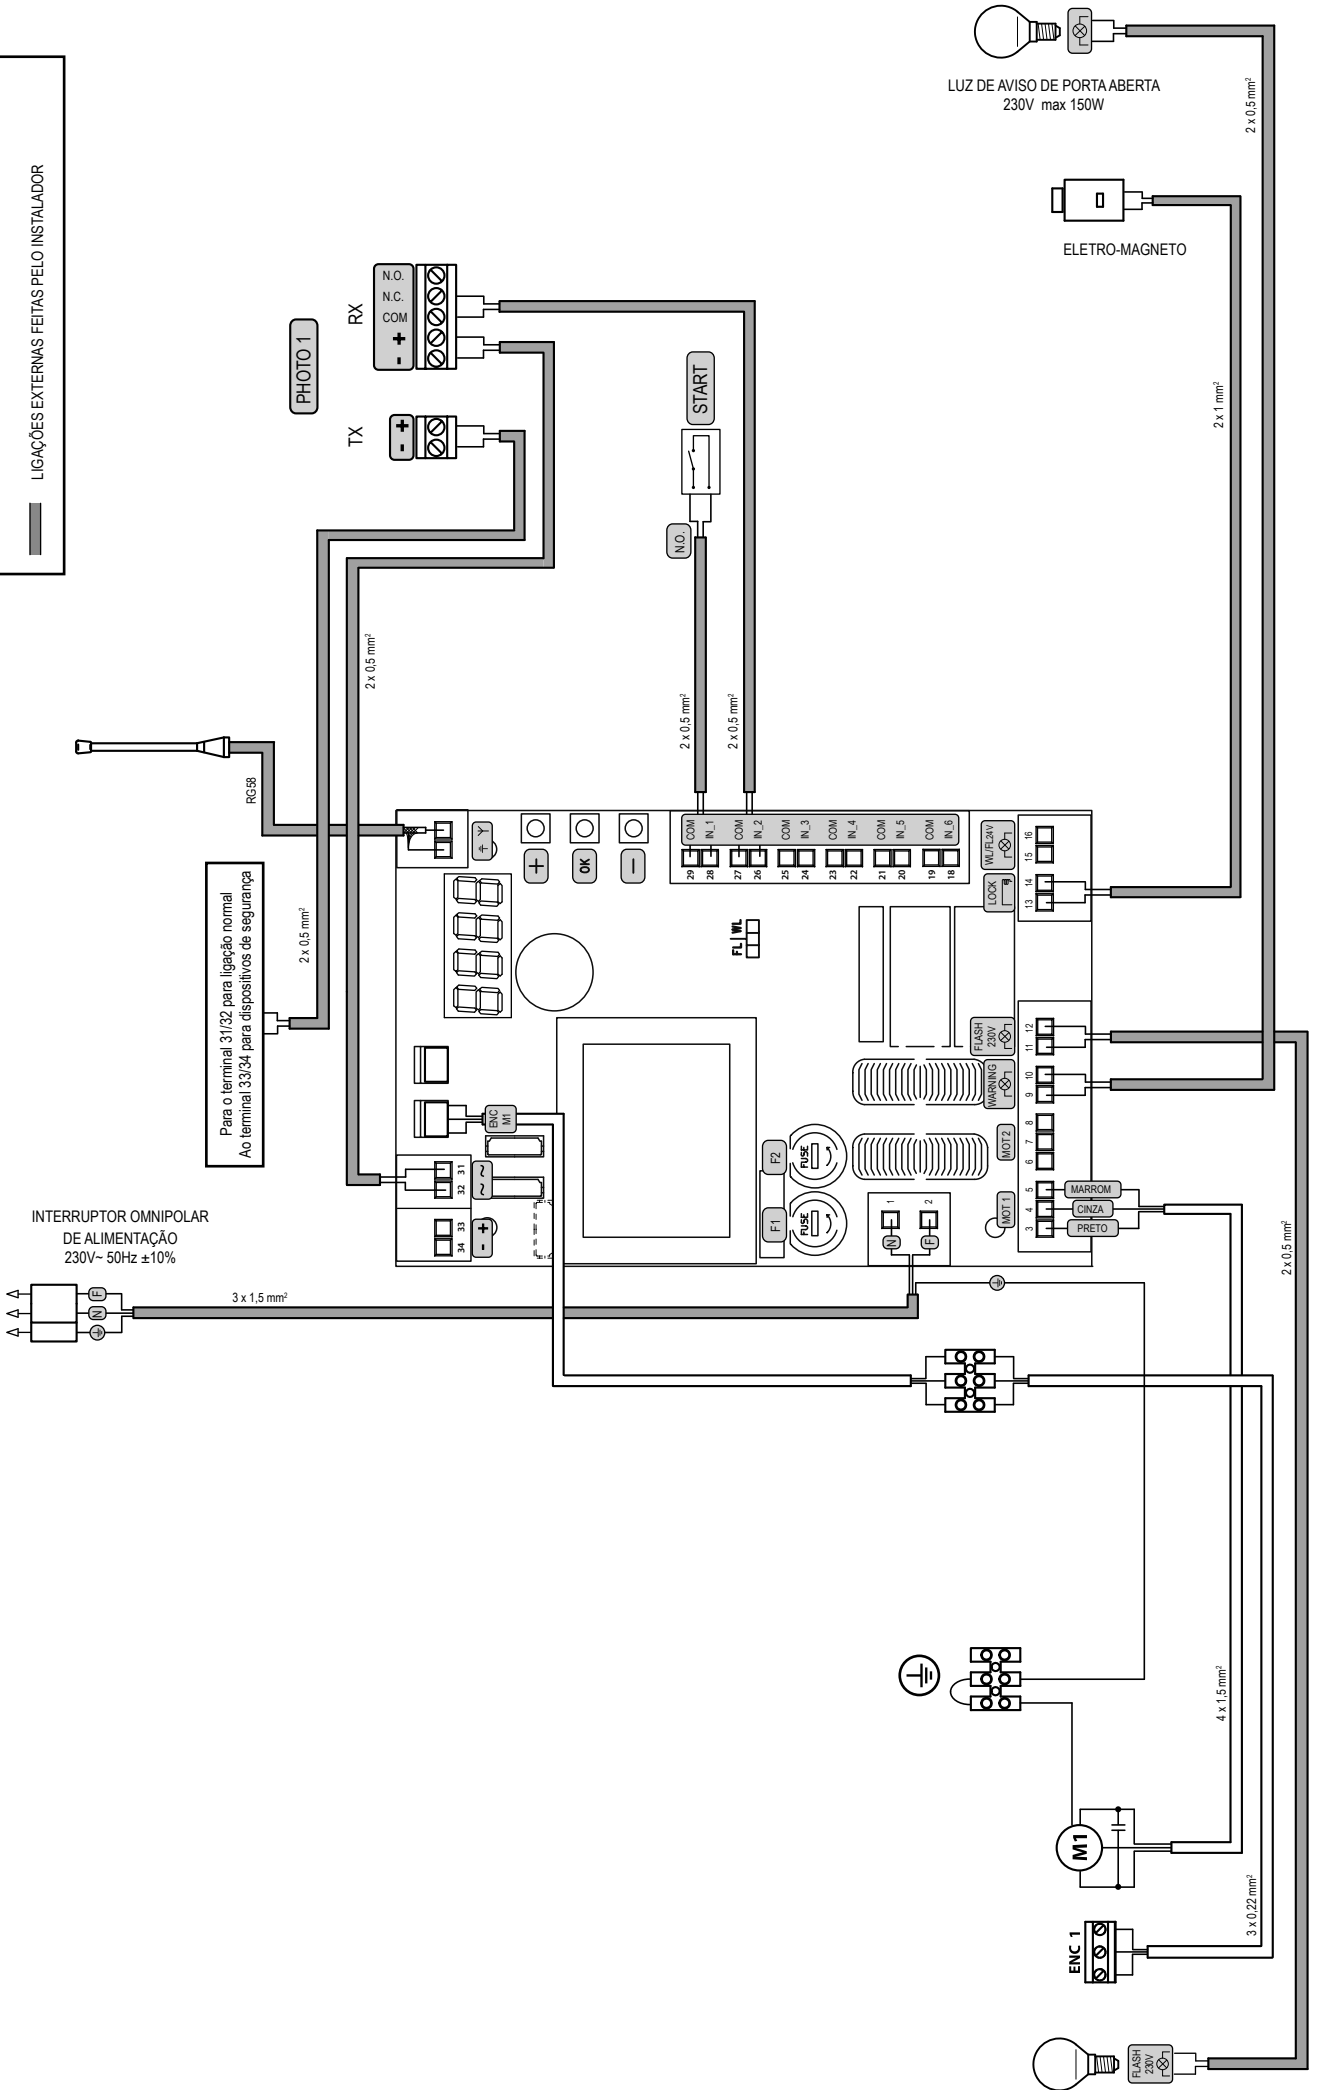 LUZ DE AVISO DE PORTA ABERTA
230V max 150W
2 x 0,5 mm²
LIGAÇÕES EXTERNAS FEITAS PELO INSTALADOR
ELETRO-MAGNETO
PHOTO 1
RX
N.O.
N.C.
COM
+
-
TX
- +
START
N.O.
2 x 1 mm²
2 x 0,5 mm²
2 x 0,5 mm²
2 x 0,5 mm²
RG58
Para o terminal 31/32 para ligação normal
Ao terminal 33/34 para dispositivos de segurança
2 x 0,5 mm²
+
OK
-
COM
IN_1
COM
IN_2
COM
IN_3
COM
IN_4
COM
IN_5
COM
IN_6
29
28
27
26
25
24
23
22
21
20
19
18
FL WL
WL/FL24V
LOCK
16
15
14
13
FLASH
230V
WARNING
12
11
10
9
8
7
6
5
4
3
MOT 2
MOT 1
MARROM
CINZA
PRETO
ENC
M1
31
32
33
34
~ ~
- +
F2
FUSE
F1
FUSE
1
2
N
F
INTERRUPTOR OMNIPOLAR
DE ALIMENTAÇÃO
230V~ 50Hz ±10%
F
N
3 x 1,5 mm²
2 x 0,5 mm²
4 x 1,5 mm²
M1
3 x 0,22 mm²
ENC 1
FLASH
230V